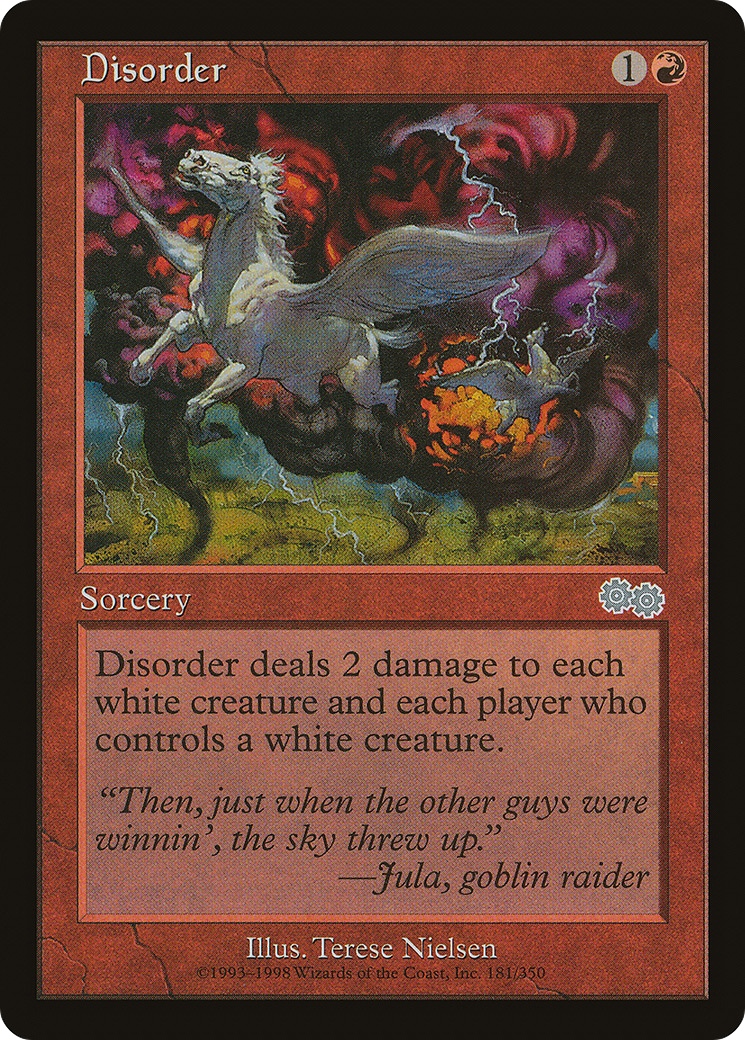 Disorder 1
Sorcery
Disorder deals 2 damage to each
white creature and each player who
controls a white creature.
“Then, just when the other guys were
winnin’, the sky threw up.”
—Jula, goblin raider
Illus. Terese Nielsen
©1993–1998 Wizards of the Coast, Inc. 181/350